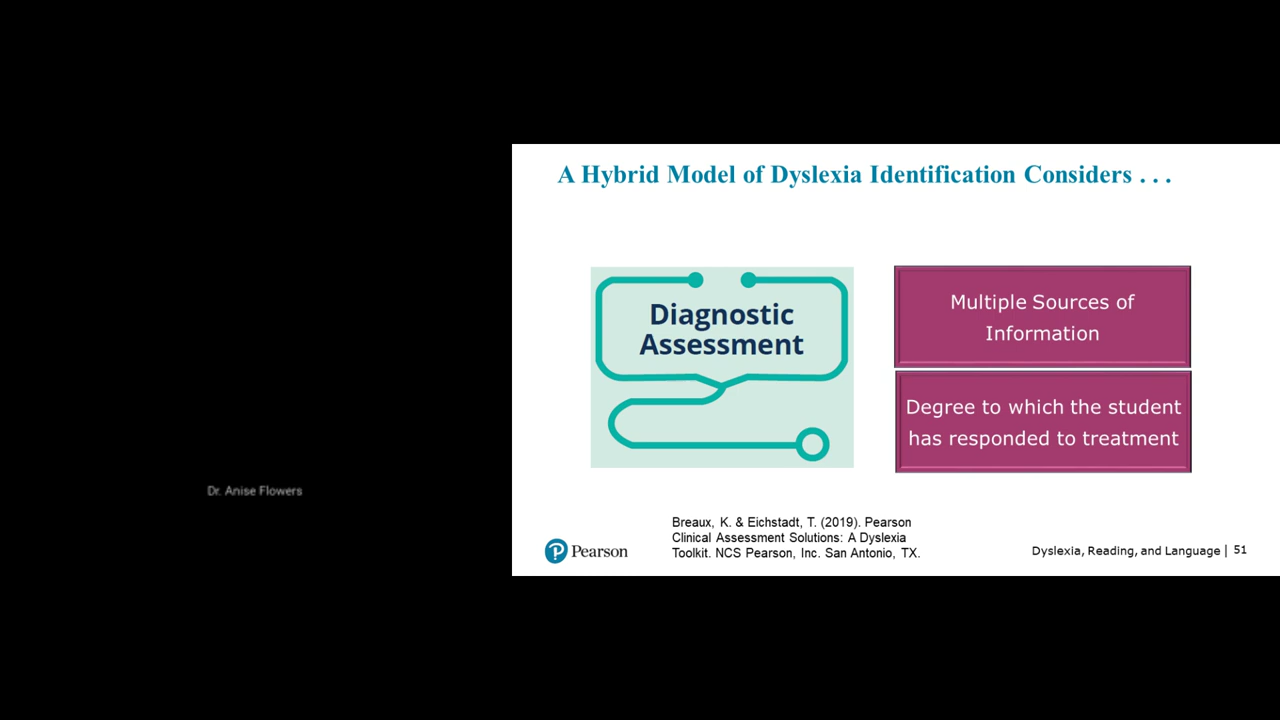 A Hybrid Model of Dyslexia Identification Considers . . .
Diagnostic
Assessment
Multiple Sources of
Information
Degree to which the student
has responded to treatment
Dr. Anise Flowers
Breaux, K. & Eichstadt, T. (2019). Pearson
Clinical Assessment Solutions: A Dyslexia
Toolkit. NCS Pearson, Inc. San Antonio, TX.
P Pearson
Dyslexia, Reading, and Language | 51